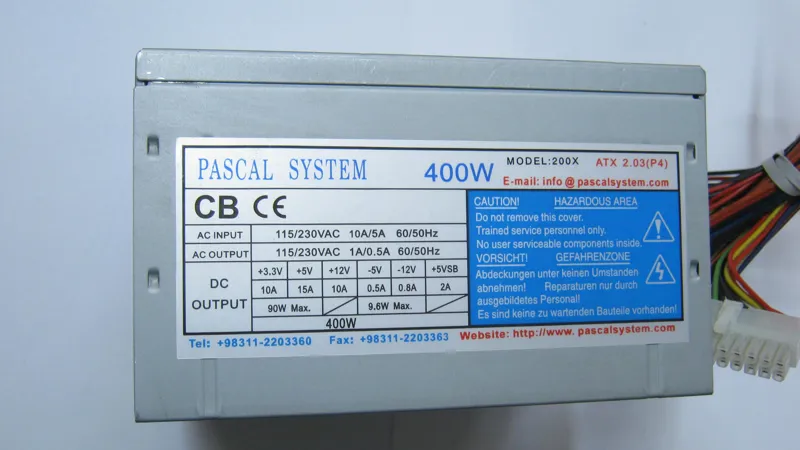 PASCAL SYSTEM 400W MODEL:200X ATX 2.03(P4)
E-mail: info @ pascalsystem.com
CB CE
AC INPUT 115/230VAC 10A/5A 60/50Hz
AC OUTPUT 115/230VAC 1A/0.5A 60/50Hz
DC OUTPUT
+3.3V +5V +12V -5V -12V +5VSB
10A 15A 10A 0.5A 0.8A 2A
90W Max. 9.6W Max.
400W
CAUTION! HAZARDOUS AREA
Do not remove this cover.
Trained service personnel only.
No user serviceable components inside.
VORSICHT! GEFAHRENZONE
Abdeckungen unter keinen Umständen
abnehmen! Reparaturen nur durch
ausgebildetes Personal!
Es sind keine zu wartenden Bauteile vorhanden!
Tel: +98311-2203360 Fax: +98311-2203363 Website: http://www.pascalsystem.com